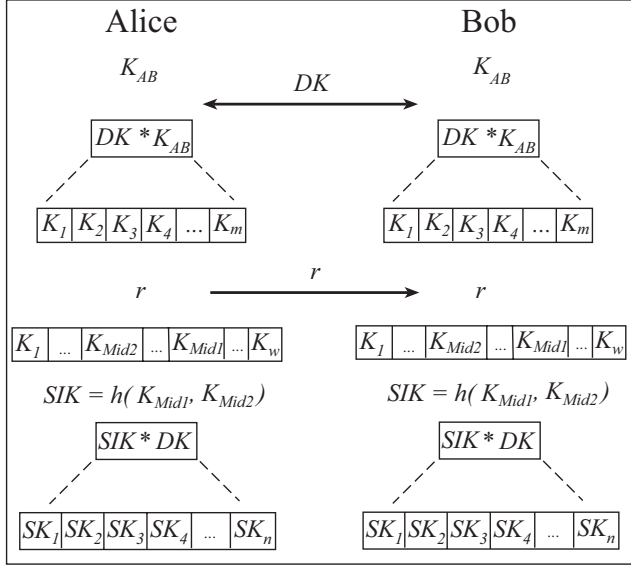 Alice Bob
K_AB K_AB
DK
DK * K_AB DK * K_AB
K_1 K_2 K_3 K_4 ... K_m K_1 K_2 K_3 K_4 ... K_m
r
r r
K_1 ... K_Mid2 ... K_Mid1 ... K_w K_1 ... K_Mid2 ... K_Mid1 ... K_w
SIK = h( K_Mid1, K_Mid2 ) SIK = h( K_Mid1, K_Mid2 )
SIK * DK SIK * DK
SK_1 SK_2 SK_3 SK_4 ... SK_n SK_1 SK_2 SK_3 SK_4 ... SK_n